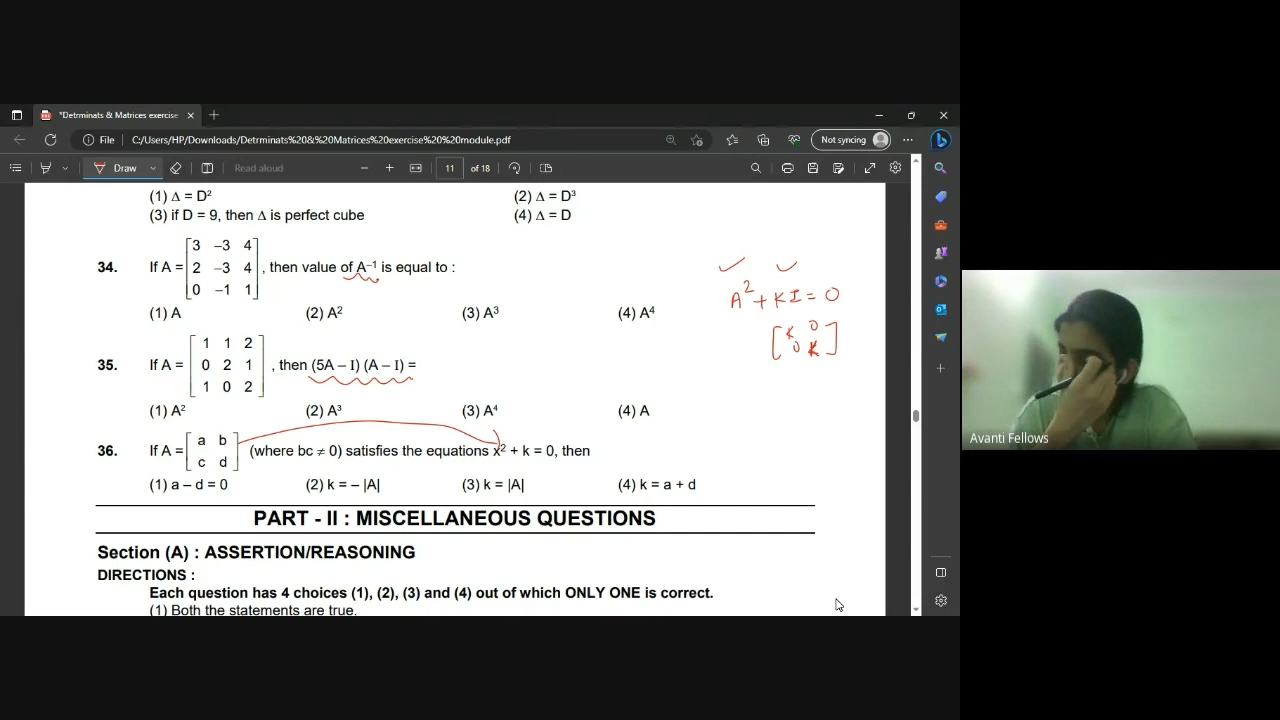 *Detrminats & Matrices exercise
File
C:/Users/HP/Downloads/Detrminats%20&%20Matrices%20exercise%20%20module.pdf
Not syncing
Draw
Read aloud
11 of 18
(1) Δ = D² (2) Δ = D³
(3) if D = 9, then Δ is perfect cube (4) Δ = D
34. If A = [3 –3 4; 2 –3 4; 0 –1 1], then value of A⁻¹ is equal to :
(1) A (2) A² (3) A³ (4) A⁴
A² + KI = 0
[K 0
0 K]
35. If A = [1 1 2; 0 2 1; 1 0 2], then (5A – I) (A – I) =
(1) A² (2) A³ (3) A⁴ (4) A
36. If A = [a b; c d] (where bc ≠ 0) satisfies the equations x² + k = 0, then
(1) a – d = 0 (2) k = – |A| (3) k = |A| (4) k = a + d
PART - II : MISCELLANEOUS QUESTIONS
Section (A) : ASSERTION/REASONING
DIRECTIONS :
Each question has 4 choices (1), (2), (3) and (4) out of which ONLY ONE is correct.
(1) Both the statements are true.
Avanti Fellows